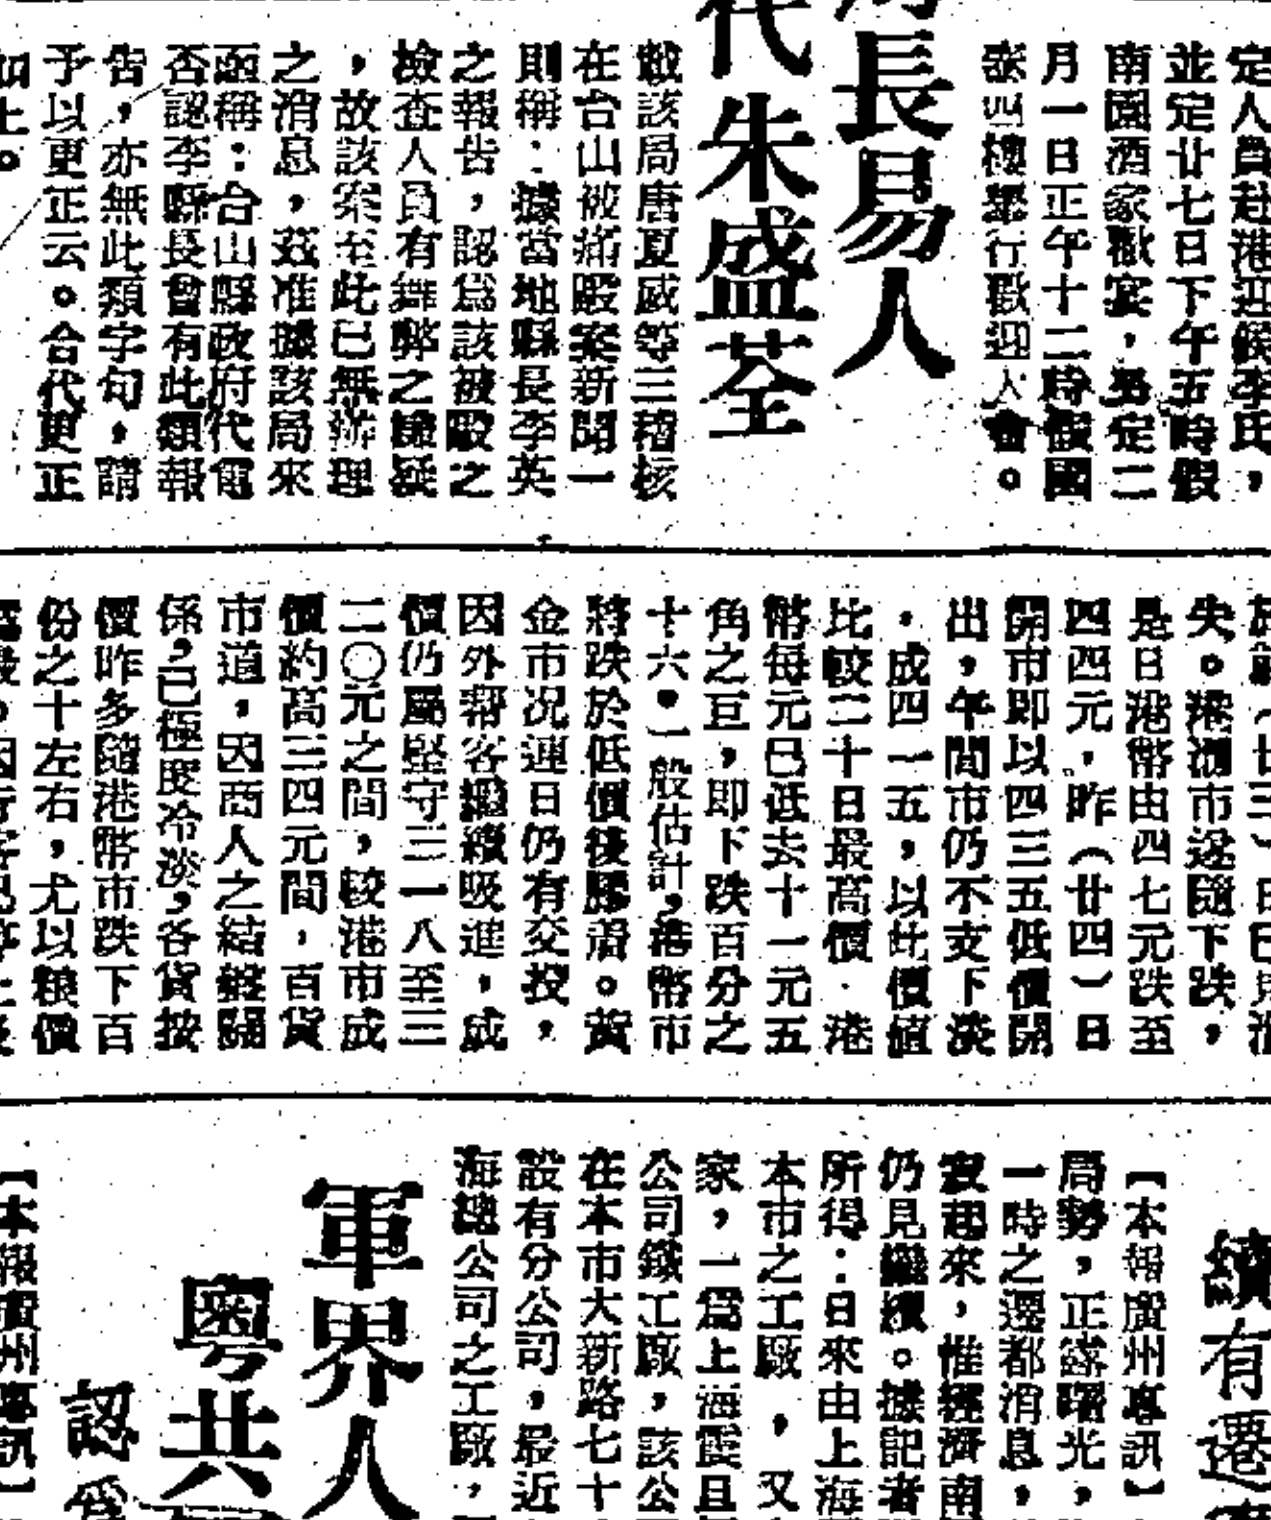 定人員赴港迎候李氏，
並定廿七日下午五時假
南園酒家歡宴，另定二
月一日正午十二時假國
泰四樓舉行歡迎人會。
長易人
代朱盛荃
載該局唐夏威等三稽核
在台山被痛毆案新聞一
則稱：據當地縣長李英
之報告，認為該被毆之
檢查人員有舞弊之嫌疑
，故該案至此已無辦理
之消息，茲准據該局來
函稱：台山縣政府代電
否認李縣長曾有此類報
告，亦無此類字句，請
予以更正云。合代更正
如上。
失。港滙市遂隨下跌，
是日港幣由四七元跌至
四四元，昨（廿四）日
開市即以四三五低價開
出，午間市仍不支下淡
，成四一五，以此價值
比較二十日最高價，港
幣每元已低去十一元五
角之亘，即下跌百分之
十六。一般估計，港幣市
將跌於低價後膠着。黃
金市況連日仍有交投，
因外幫客繼續吸進，成
價仍屬堅守三一八至三
二〇元之間，較港市成
價約高三四元間，百貨
市道，因商人之結盤關
係，已極度冷淡，各貨按
價昨多隨港幣市跌下百
份之十左右，尤以糧價
續有遷
【本報廣州專訊】
局勢，正露曙光，
一時之遷都消息，
寂起來，惟經濟南
仍見繼續。據記者
所得：日來由上海
本市之工廠，又
家，一為上海震旦
公司鐵工廠，該公
在本市大新路七十
設有分公司，最近
海總公司之工廠，
軍界人
粵共
認為
【本報廣州專訊】